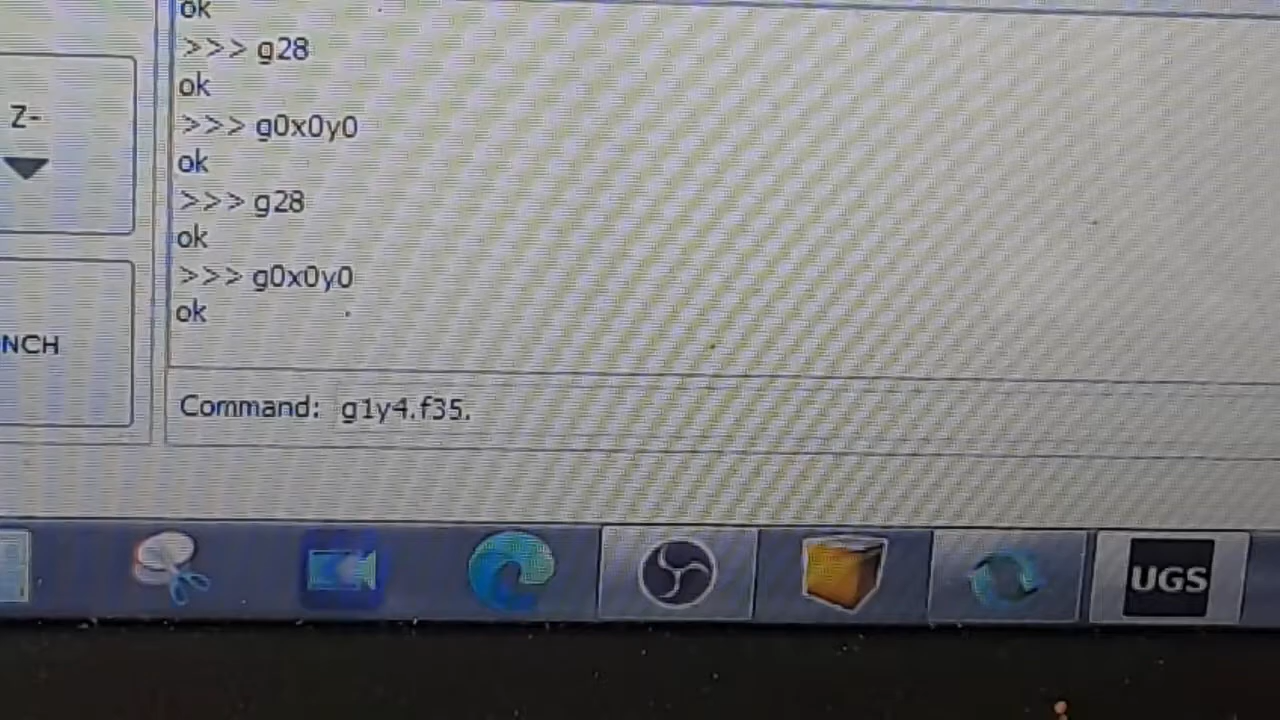 ok
>>> g28
ok
>>> g0x0y0
ok
>>> g28
ok
>>> g0x0y0
ok
Z-
NCH
Command: g1y4.f35.
UGS